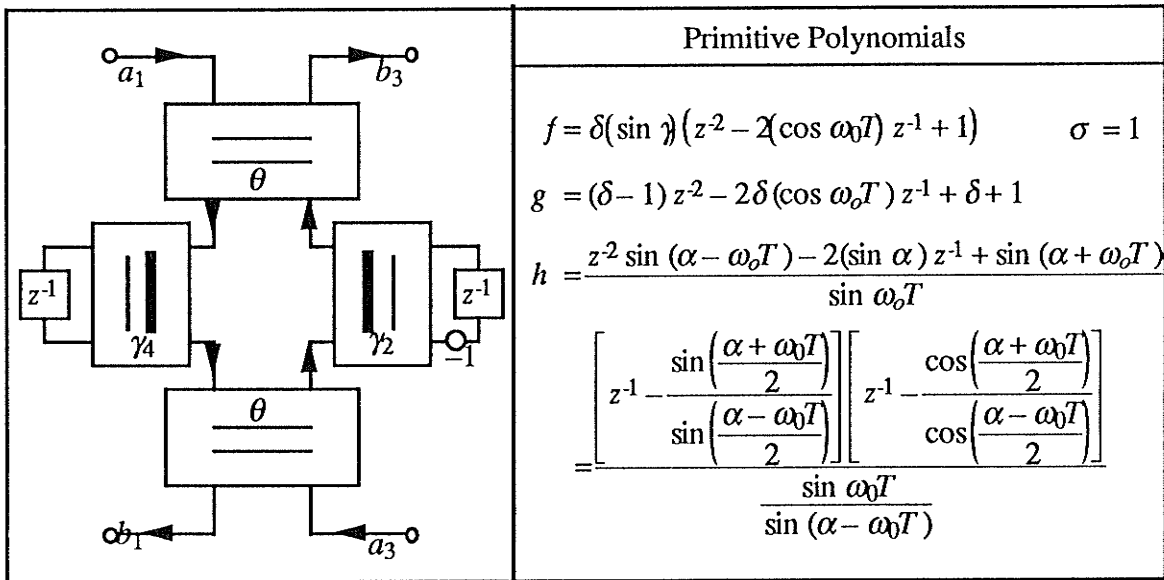 a₁
b₃
θ
z⁻¹
γ₄
γ₂
z⁻¹
−1
θ
b₁
a₃
Primitive Polynomials
f = δ(sin γ)(z⁻² − 2(cos ω₀T) z⁻¹ + 1) σ = 1
g = (δ − 1) z⁻² − 2δ(cos ωₒT) z⁻¹ + δ + 1
h = z⁻² sin (α − ωₒT) − 2(sin α) z⁻¹ + sin (α + ωₒT)
sin ωₒT
= [z⁻¹ − sin((α + ω₀T)/2) / sin((α − ω₀T)/2)] [z⁻¹ − cos((α + ω₀T)/2) / cos((α − ω₀T)/2)]
sin ω₀T
sin (α − ω₀T)